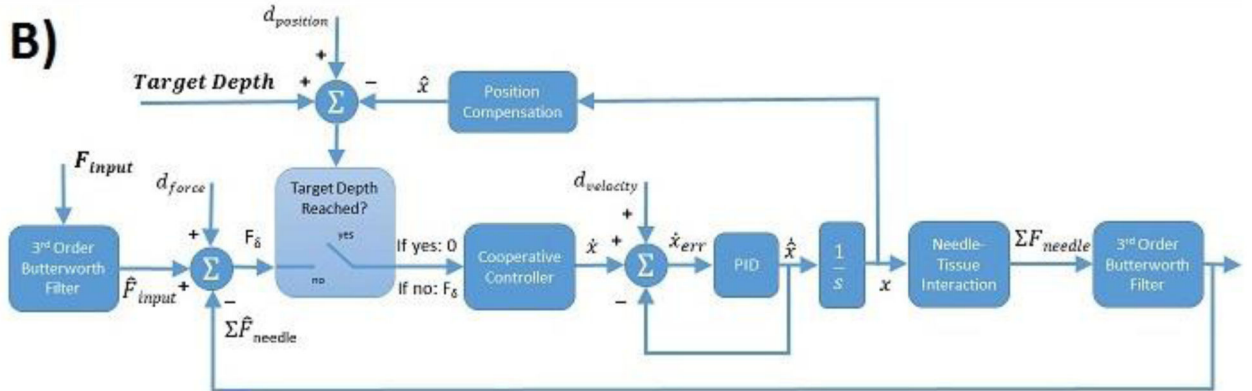 B)
d_position
+
Target Depth
+
−
x̂
Σ
Position
Compensation
F_input
d_force
Target Depth
Reached?
yes
no
d_velocity
3rd Order
Butterworth
Filter
F̂_input
+
+
Σ
−
F_δ
If yes: 0
If no: F_δ
Cooperative
Controller
ẋ
+
+
Σ
−
ẋ_err
PID
ẋ̂
1
s
x
Needle-
Tissue
Interaction
ΣF_needle
3rd Order
Butterworth
Filter
ΣF̂_needle